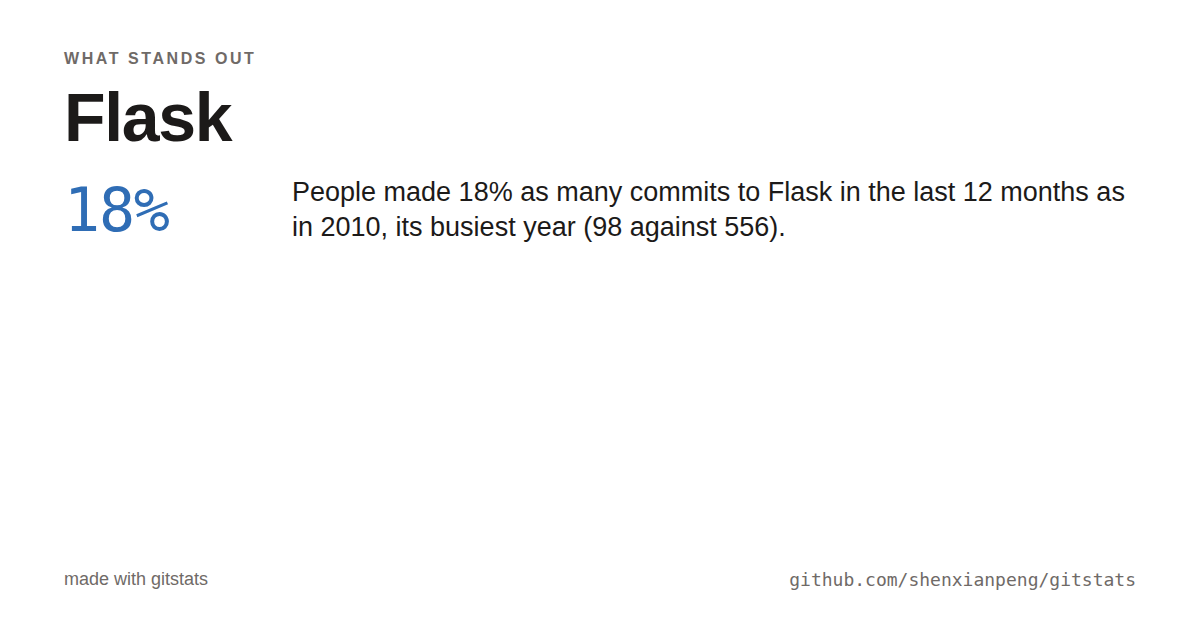 WHAT STANDS OUT
Flask
18%
People made 18% as many commits to Flask in the last 12 months as
in 2010, its busiest year (98 against 556).
made with gitstats
github.com/shenxianpeng/gitstats